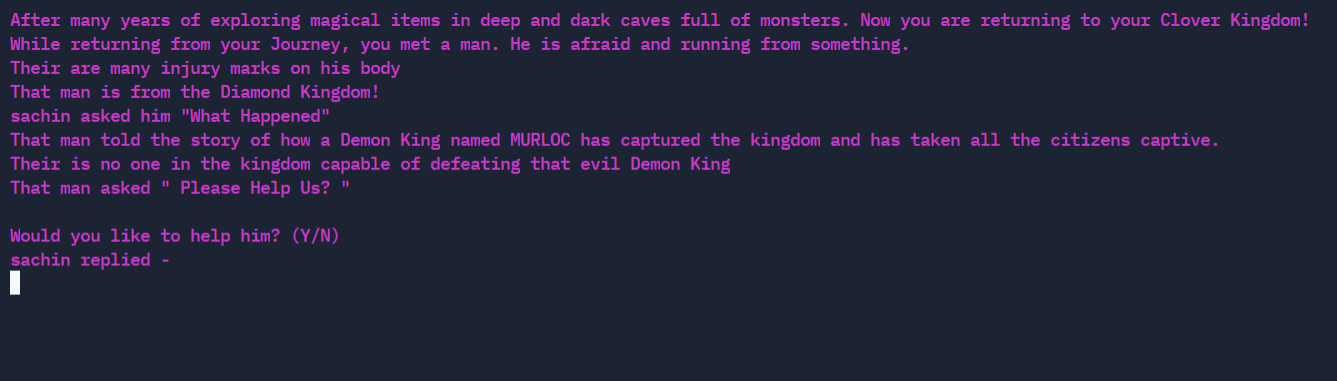 After many years of exploring magical items in deep and dark caves full of monsters. Now you are returning to your Clover Kingdom!
While returning from your Journey, you met a man. He is afraid and running from something.
Their are many injury marks on his body
That man is from the Diamond Kingdom!
sachin asked him "What Happened"
That man told the story of how a Demon King named MURLOC has captured the kingdom and has taken all the citizens captive.
Their is no one in the kingdom capable of defeating that evil Demon King
That man asked " Please Help Us? "
Would you like to help him? (Y/N)
sachin replied -